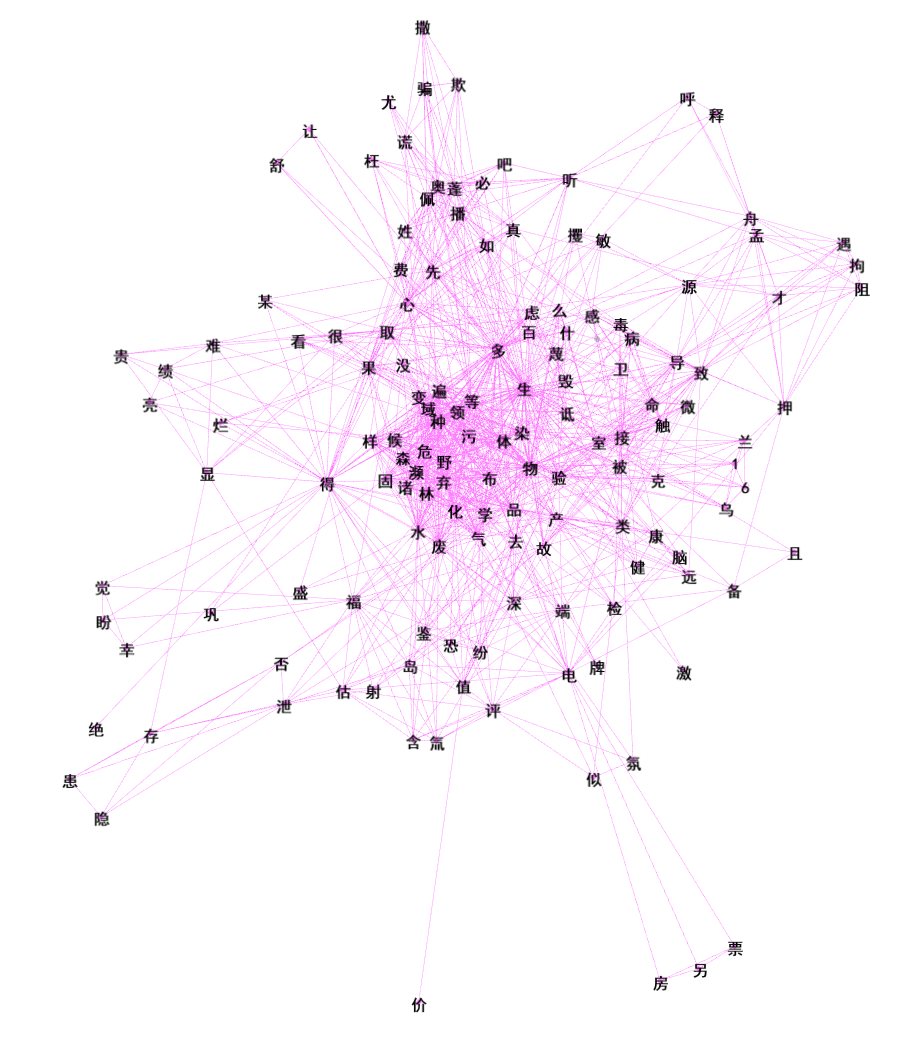 撒
骗 欺
尤
呼
释
让
谎
枉
舒
吧
听
必
奥 蓬
佩
播
舟
姓
真
如
攫 敏
孟
遇
费 先
拘
源
阻
某
心
才
虑 么
感
毒
看 很 取
百 什
病
难
多
蔑
贵
果 没
导
绩
卫
致
生
毁
变 遍
亮
域 领 等
诋
命 微
押
种
烂
触
样 候
污
体 染
室 接
兰
森 危 野
濒
物
被
1
显
得
固 诸 林 弃
布
验
克
6
化 学 品
产
乌
水
废
气
去 故
类
康
且
脑
健
远
觉
盛
福
备
盼
巩
深
端
检
幸
鉴
恐 纷
否
岛
泄
估 射
值
电 牌
激
绝
存
评
含 氚
氛
患
似
隐
票
另
房
价